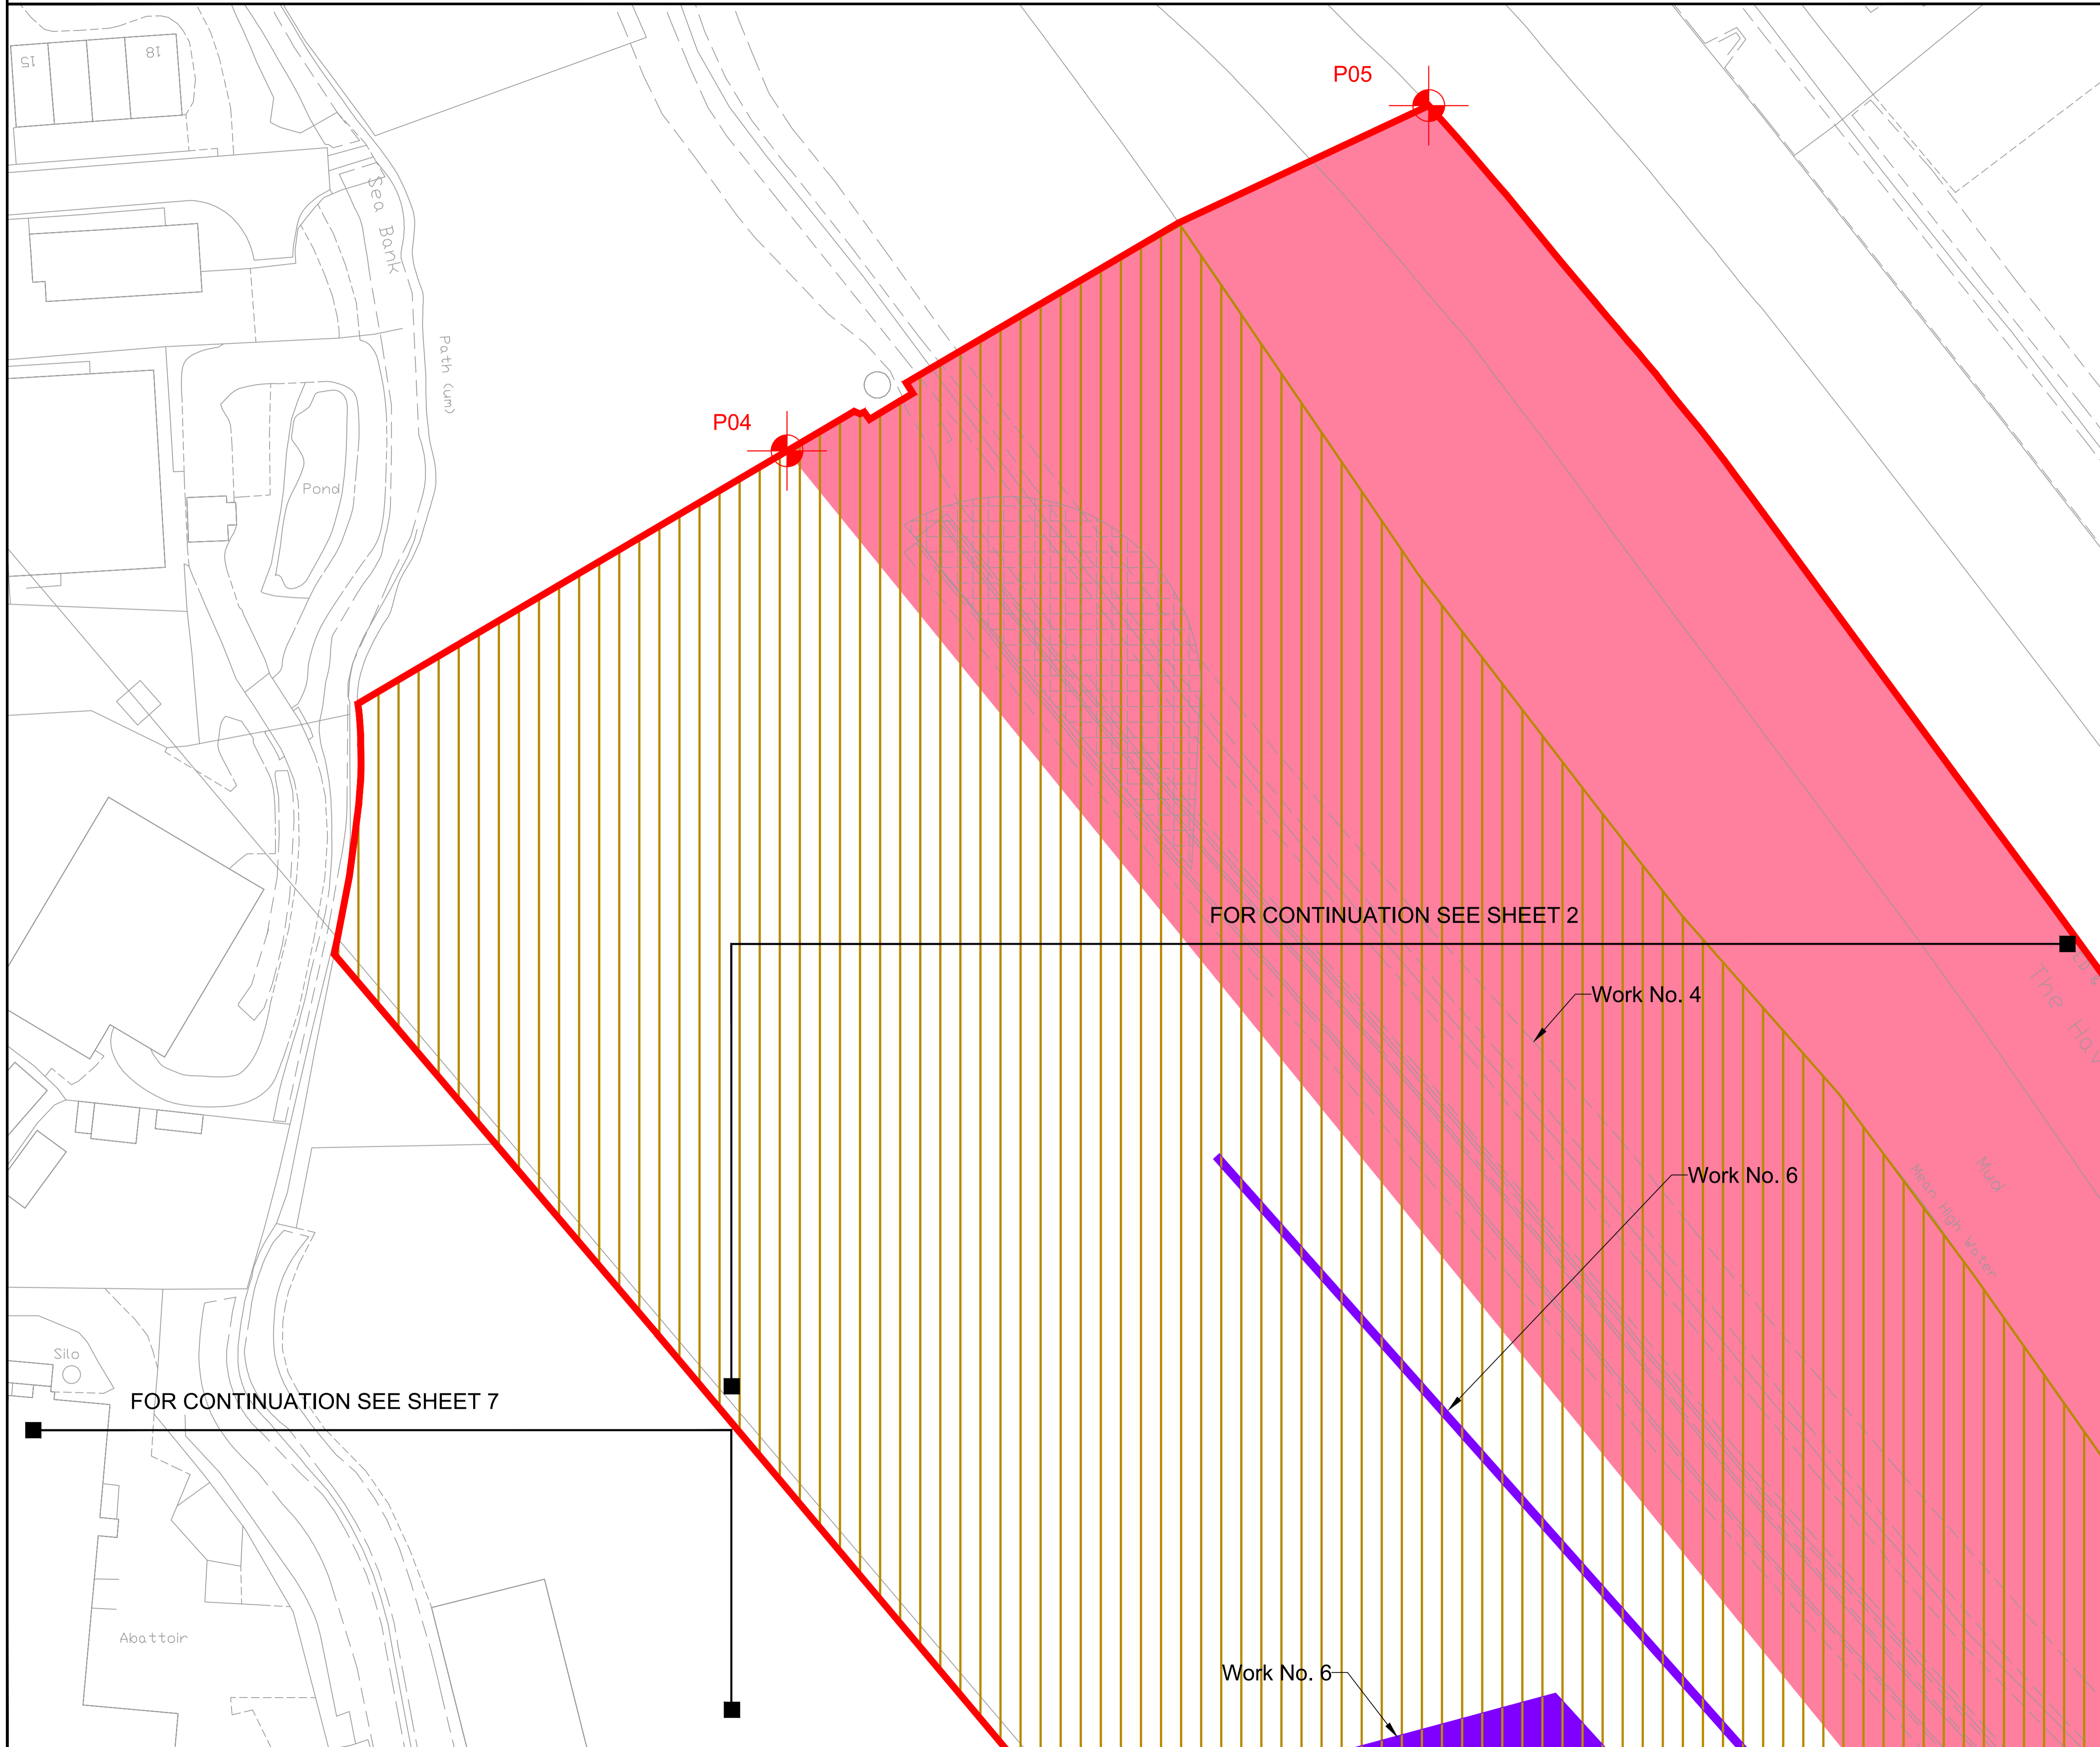 15
18
P05
Sea Bank
Path (um)
P04
Pond
FOR CONTINUATION SEE SHEET 2
Work No. 4
The
Mud
Mean High Water
Work No. 6
Silo
FOR CONTINUATION SEE SHEET 7
Abattoir
Work No. 6